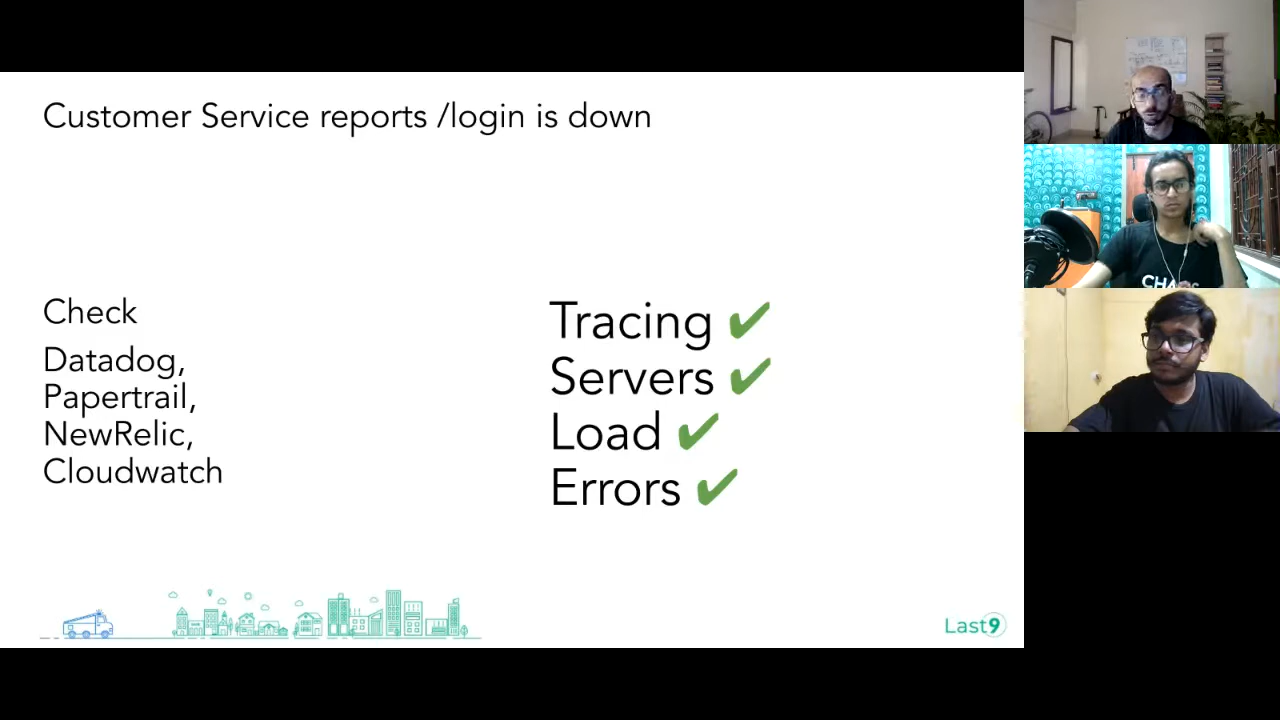 Customer Service reports /login is down
Check
Datadog,
Papertrail,
NewRelic,
Cloudwatch
Tracing ✔
Servers ✔
Load ✔
Errors ✔
Last9